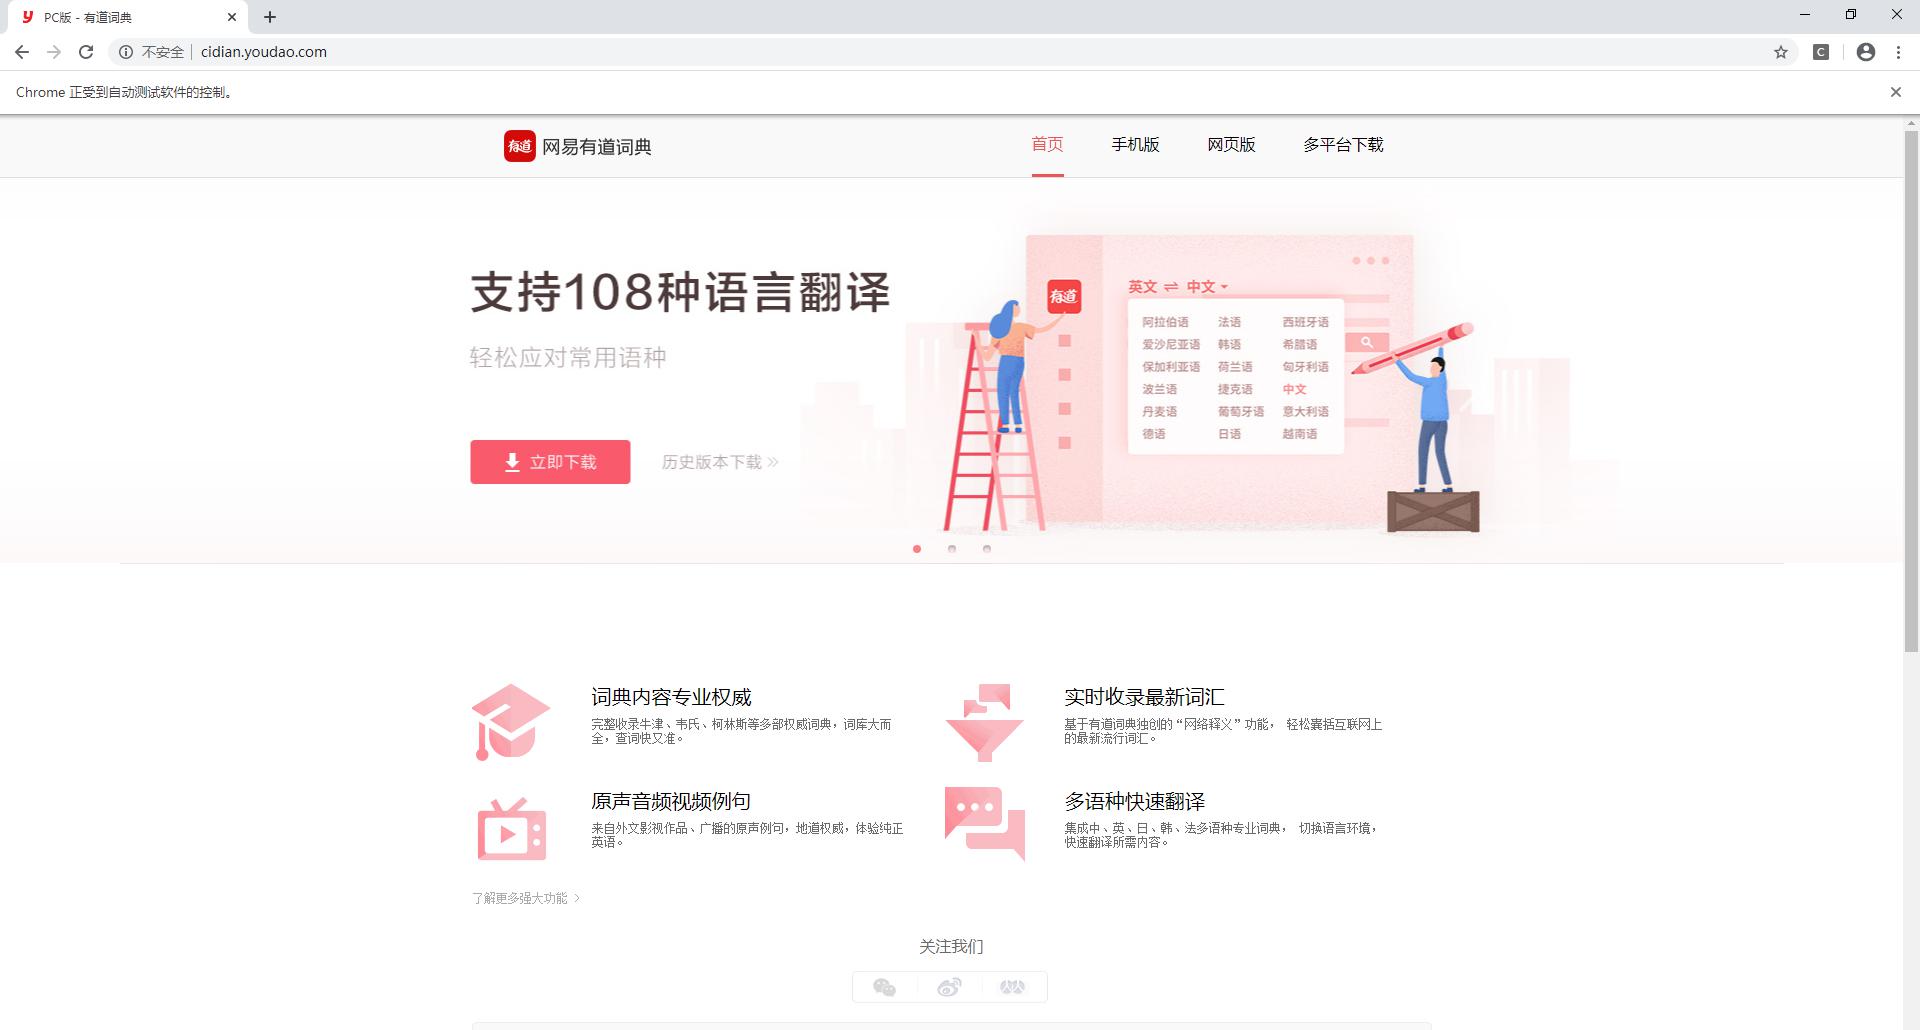 PC版 - 有道词典
不安全 cidian.youdao.com
C
Chrome 正受到自动测试软件的控制。
有道 网易有道词典
首页 手机版 网页版 多平台下载
支持108种语言翻译
轻松应对常用语种
立即下载 历史版本下载
有道
英文 中文
阿拉伯语 法语 西班牙语
爱沙尼亚语 韩语 希腊语
保加利亚语 荷兰语 匈牙利语
波兰语 捷克语 中文
丹麦语 葡萄牙语 意大利语
德语 日语 越南语
词典内容专业权威
完整收录牛津、韦氏、柯林斯等多部权威词典，词库大而
全，查词快又准。
实时收录最新词汇
基于有道词典独创的“网络释义”功能， 轻松囊括互联网上
的最新流行词汇。
原声音频视频例句
来自外文影视作品、广播的原声例句，地道权威，体验纯正
英语。
多语种快速翻译
集成中、英、日、韩、法多语种专业词典， 切换语言环境，
快速翻译所需内容。
了解更多强大功能 >
关注我们